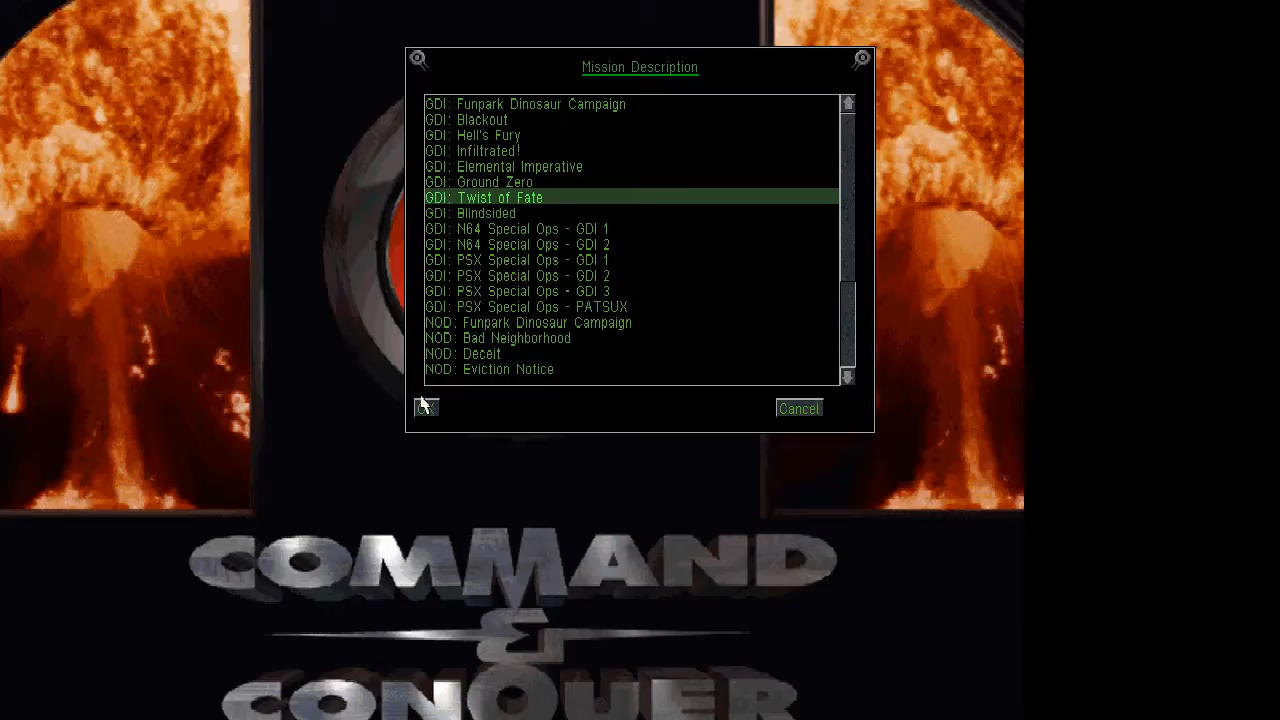 Mission Description
GDI: Funpark Dinosaur Campaign
GDI: Blackout
GDI: Hell's Fury
GDI: Infiltrated!
GDI: Elemental Imperative
GDI: Ground Zero
GDI: Twist of Fate
GDI: Blindsided
GDI: N64 Special Ops - GDI 1
GDI: N64 Special Ops - GDI 2
GDI: PSX Special Ops - GDI 1
GDI: PSX Special Ops - GDI 2
GDI: PSX Special Ops - GDI 3
GDI: PSX Special Ops - PATSUX
NOD: Funpark Dinosaur Campaign
NOD: Bad Neighborhood
NOD: Deceit
NOD: Eviction Notice
Cancel
COMMAND
&
CONQUER